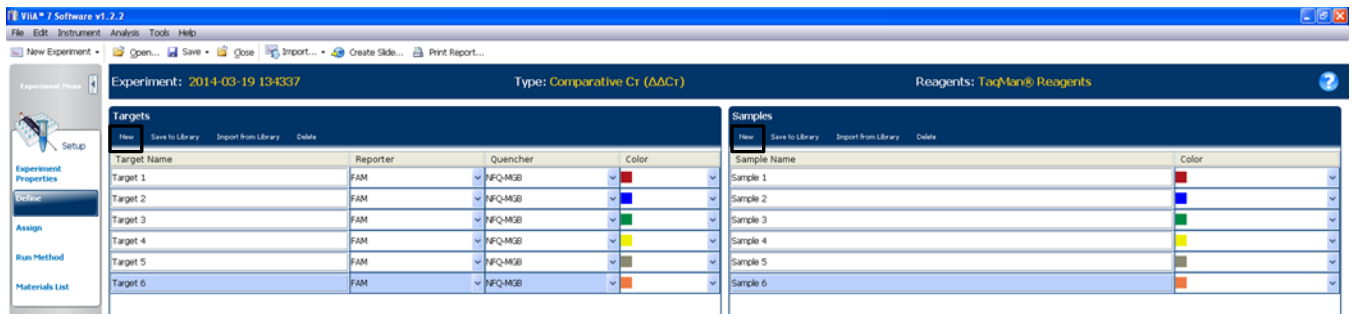 ViiA™ 7 Software v1.2.2
File Edit Instrument Analysis Tools Help
New Experiment Open... Save Close Import... Create Slide... Print Report...
Experiment Menu
Experiment: 2014-03-19 134337 Type: Comparative CT (ΔΔCT) Reagents: TaqMan® Reagents
Setup
Experiment Properties
Define
Assign
Run Method
Materials List
Targets
New Save to Library Import from Library Delete
Target Name Reporter Quencher Color
Target 1 FAM NFQ-MGB
Target 2 FAM NFQ-MGB
Target 3 FAM NFQ-MGB
Target 4 FAM NFQ-MGB
Target 5 FAM NFQ-MGB
Target 6 FAM NFQ-MGB
Samples
New Save to Library Import from Library Delete
Sample Name Color
Sample 1
Sample 2
Sample 3
Sample 4
Sample 5
Sample 6